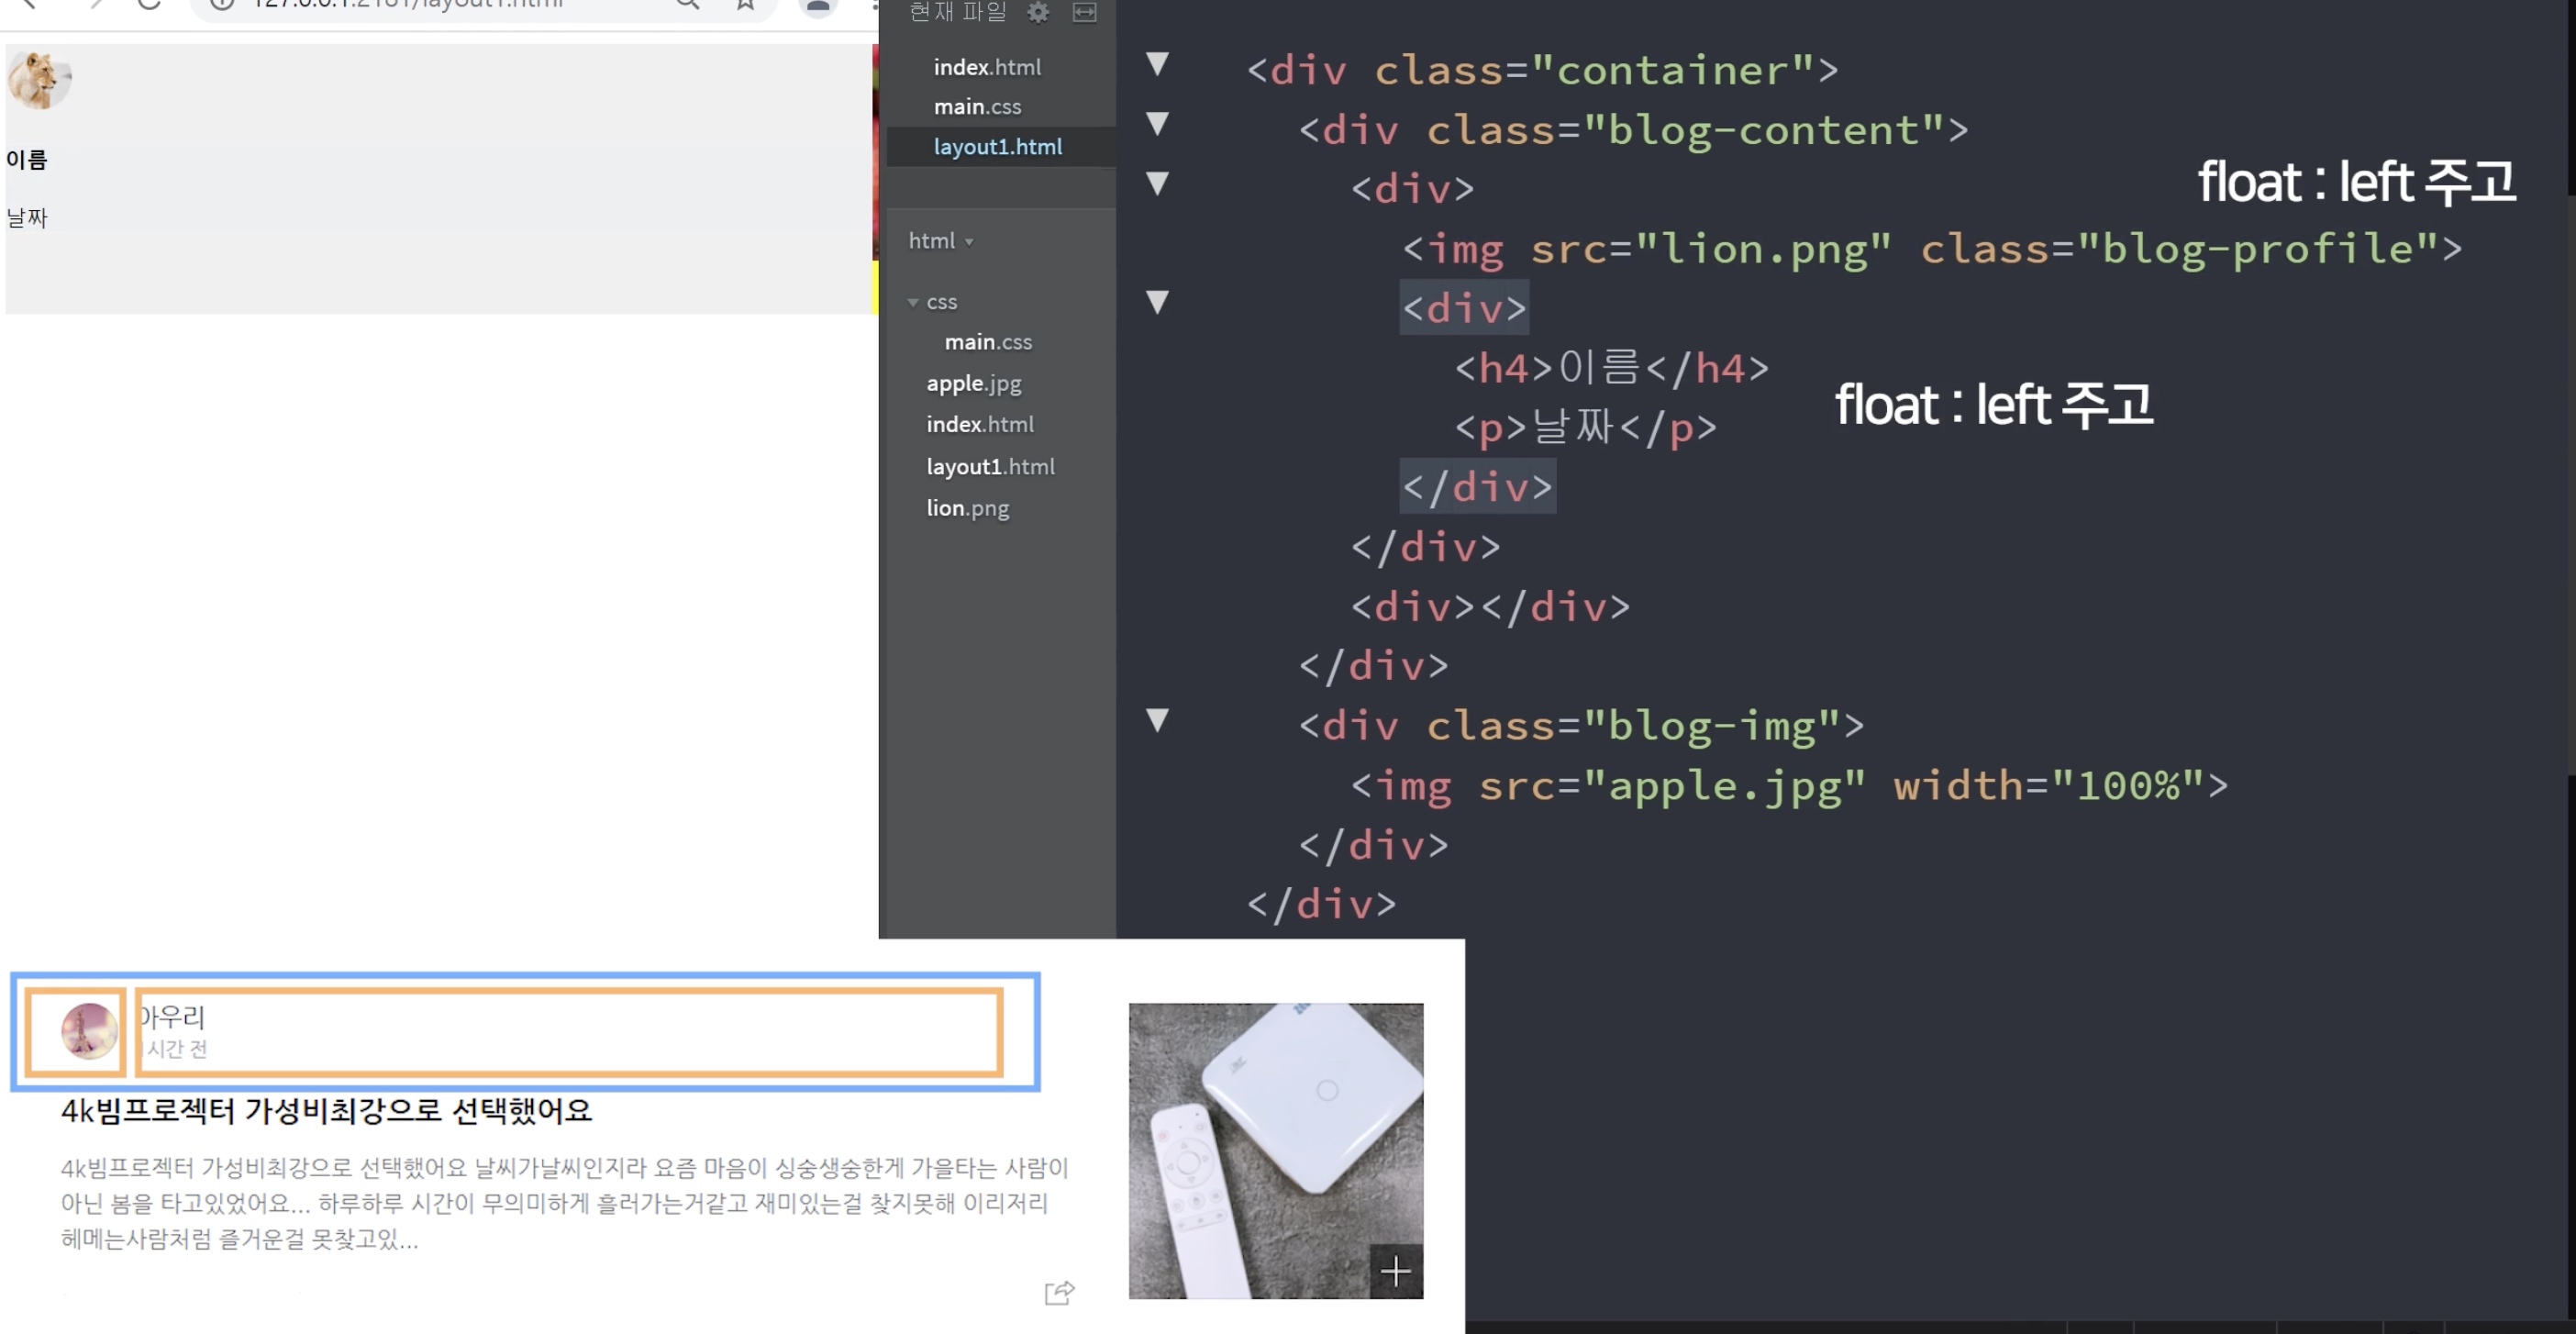 이름
날짜
현재 파일
index.html
main.css
layout1.html
html
css
main.css
apple.jpg
index.html
layout1.html
lion.png
<div class="container">
<div class="blog-content">
<div>
float : left 주고
<img src="lion.png" class="blog-profile">
<div>
<h4>이름</h4>
float : left 주고
<p>날짜</p>
</div>
</div>
<div></div>
</div>
<div class="blog-img">
<img src="apple.jpg" width="100%">
</div>
</div>
아우리
시간 전
4k빔프로젝터 가성비최강으로 선택했어요
4k빔프로젝터 가성비최강으로 선택했어요 날씨가날씨인지라 요즘 마음이 싱숭생숭한게 가을타는 사람이
아닌 봄을 타고있었어요... 하루하루 시간이 무의미하게 흘러가는거같고 재미있는걸 찾지못해 이리저리
헤메는사람처럼 즐거운걸 못찾고있...